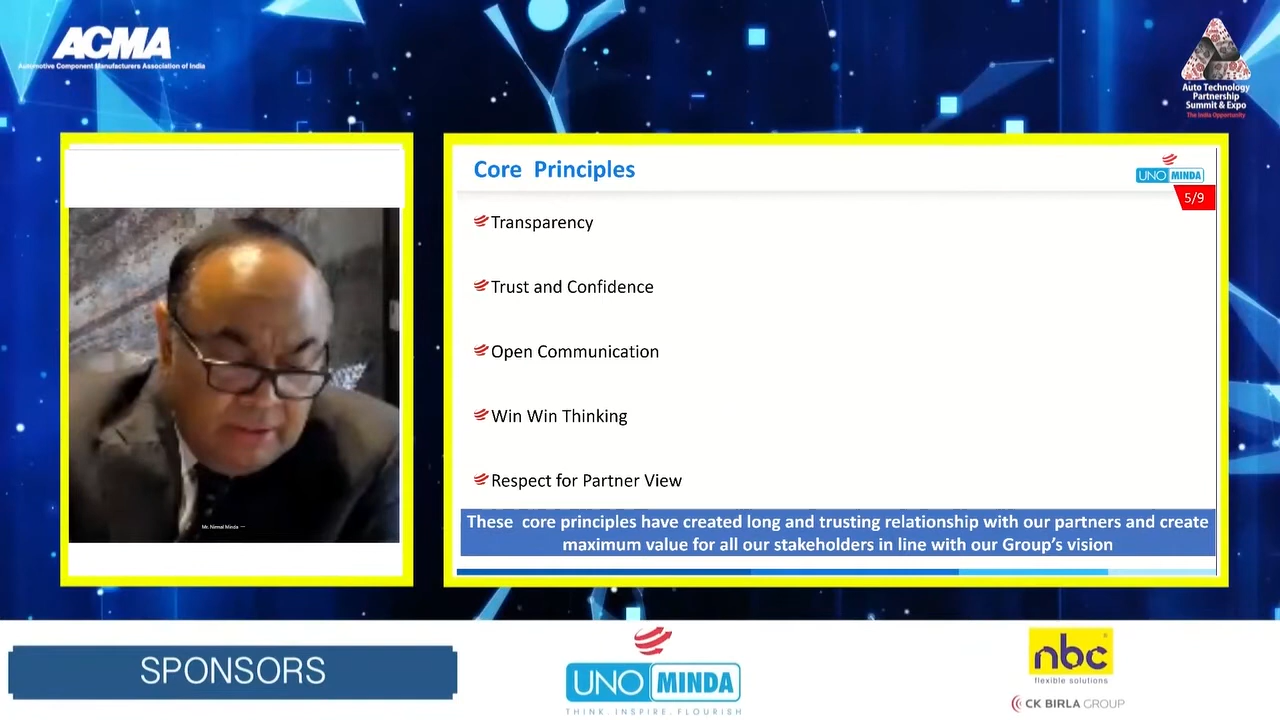 ACMA
Automotive Component Manufacturers Association of India
Auto Technology
Partnership
Summit & Expo
The India Opportunity
Core Principles
UNO MINDA
5/9
Transparency
Trust and Confidence
Open Communication
Win Win Thinking
Respect for Partner View
These core principles have created long and trusting relationship with our partners and create
maximum value for all our stakeholders in line with our Group's vision
Mr. Nirmal Minda
SPONSORS
UNO MINDA
THINK. INSPIRE. FLOURISH
nbc
flexible solutions
CK BIRLA GROUP